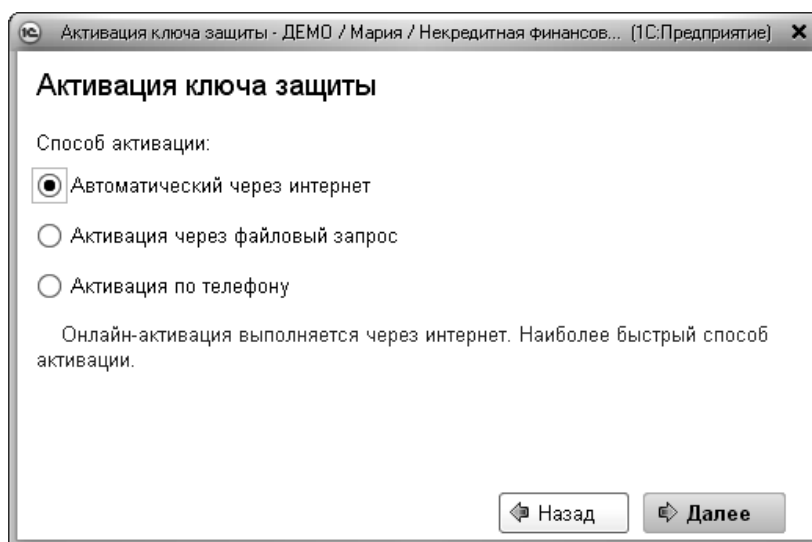 1С Активация ключа защиты - ДЕМО / Мария / Некредитная финансов... (1С:Предприятие)
Активация ключа защиты
Способ активации:
Автоматический через интернет
Активация через файловый запрос
Активация по телефону
Онлайн-активация выполняется через интернет. Наиболее быстрый способ
активации.
Назад Далее